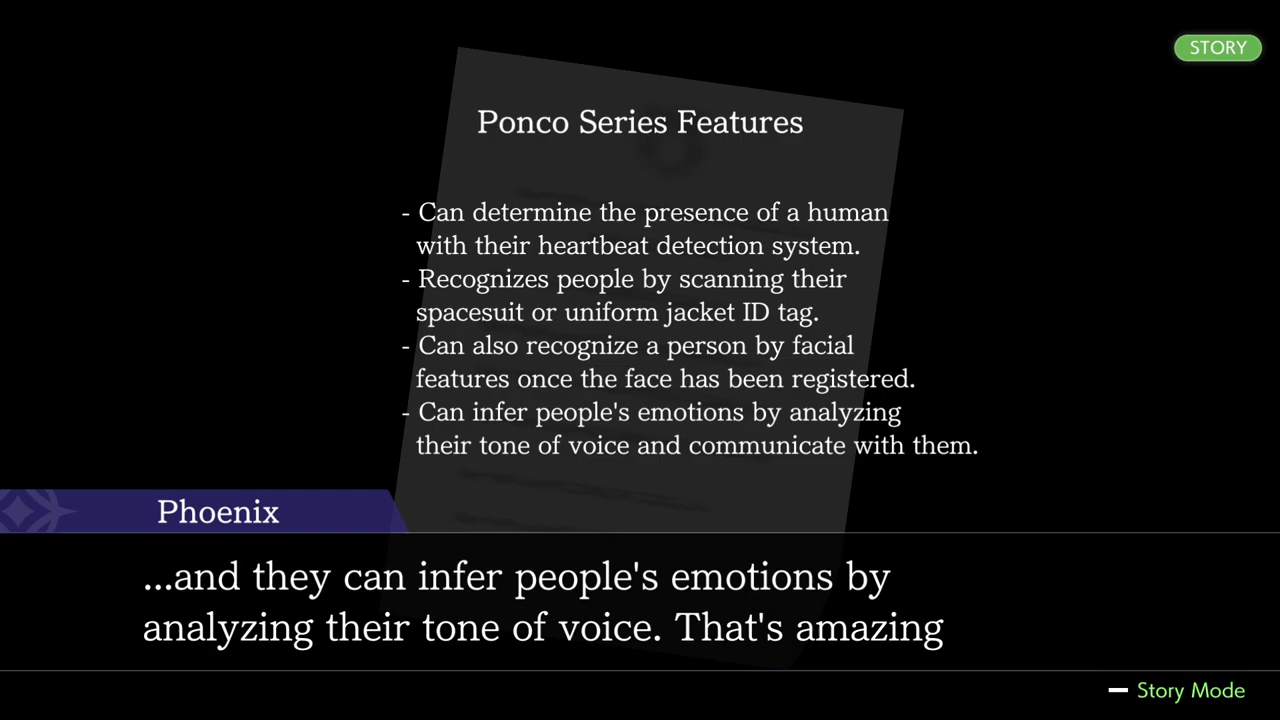 STORY
Ponco Series Features
- Can determine the presence of a human
with their heartbeat detection system.
- Recognizes people by scanning their
spacesuit or uniform jacket ID tag.
- Can also recognize a person by facial
features once the face has been registered.
- Can infer people's emotions by analyzing
their tone of voice and communicate with them.
Phoenix
...and they can infer people's emotions by
analyzing their tone of voice. That's amazing
Story Mode